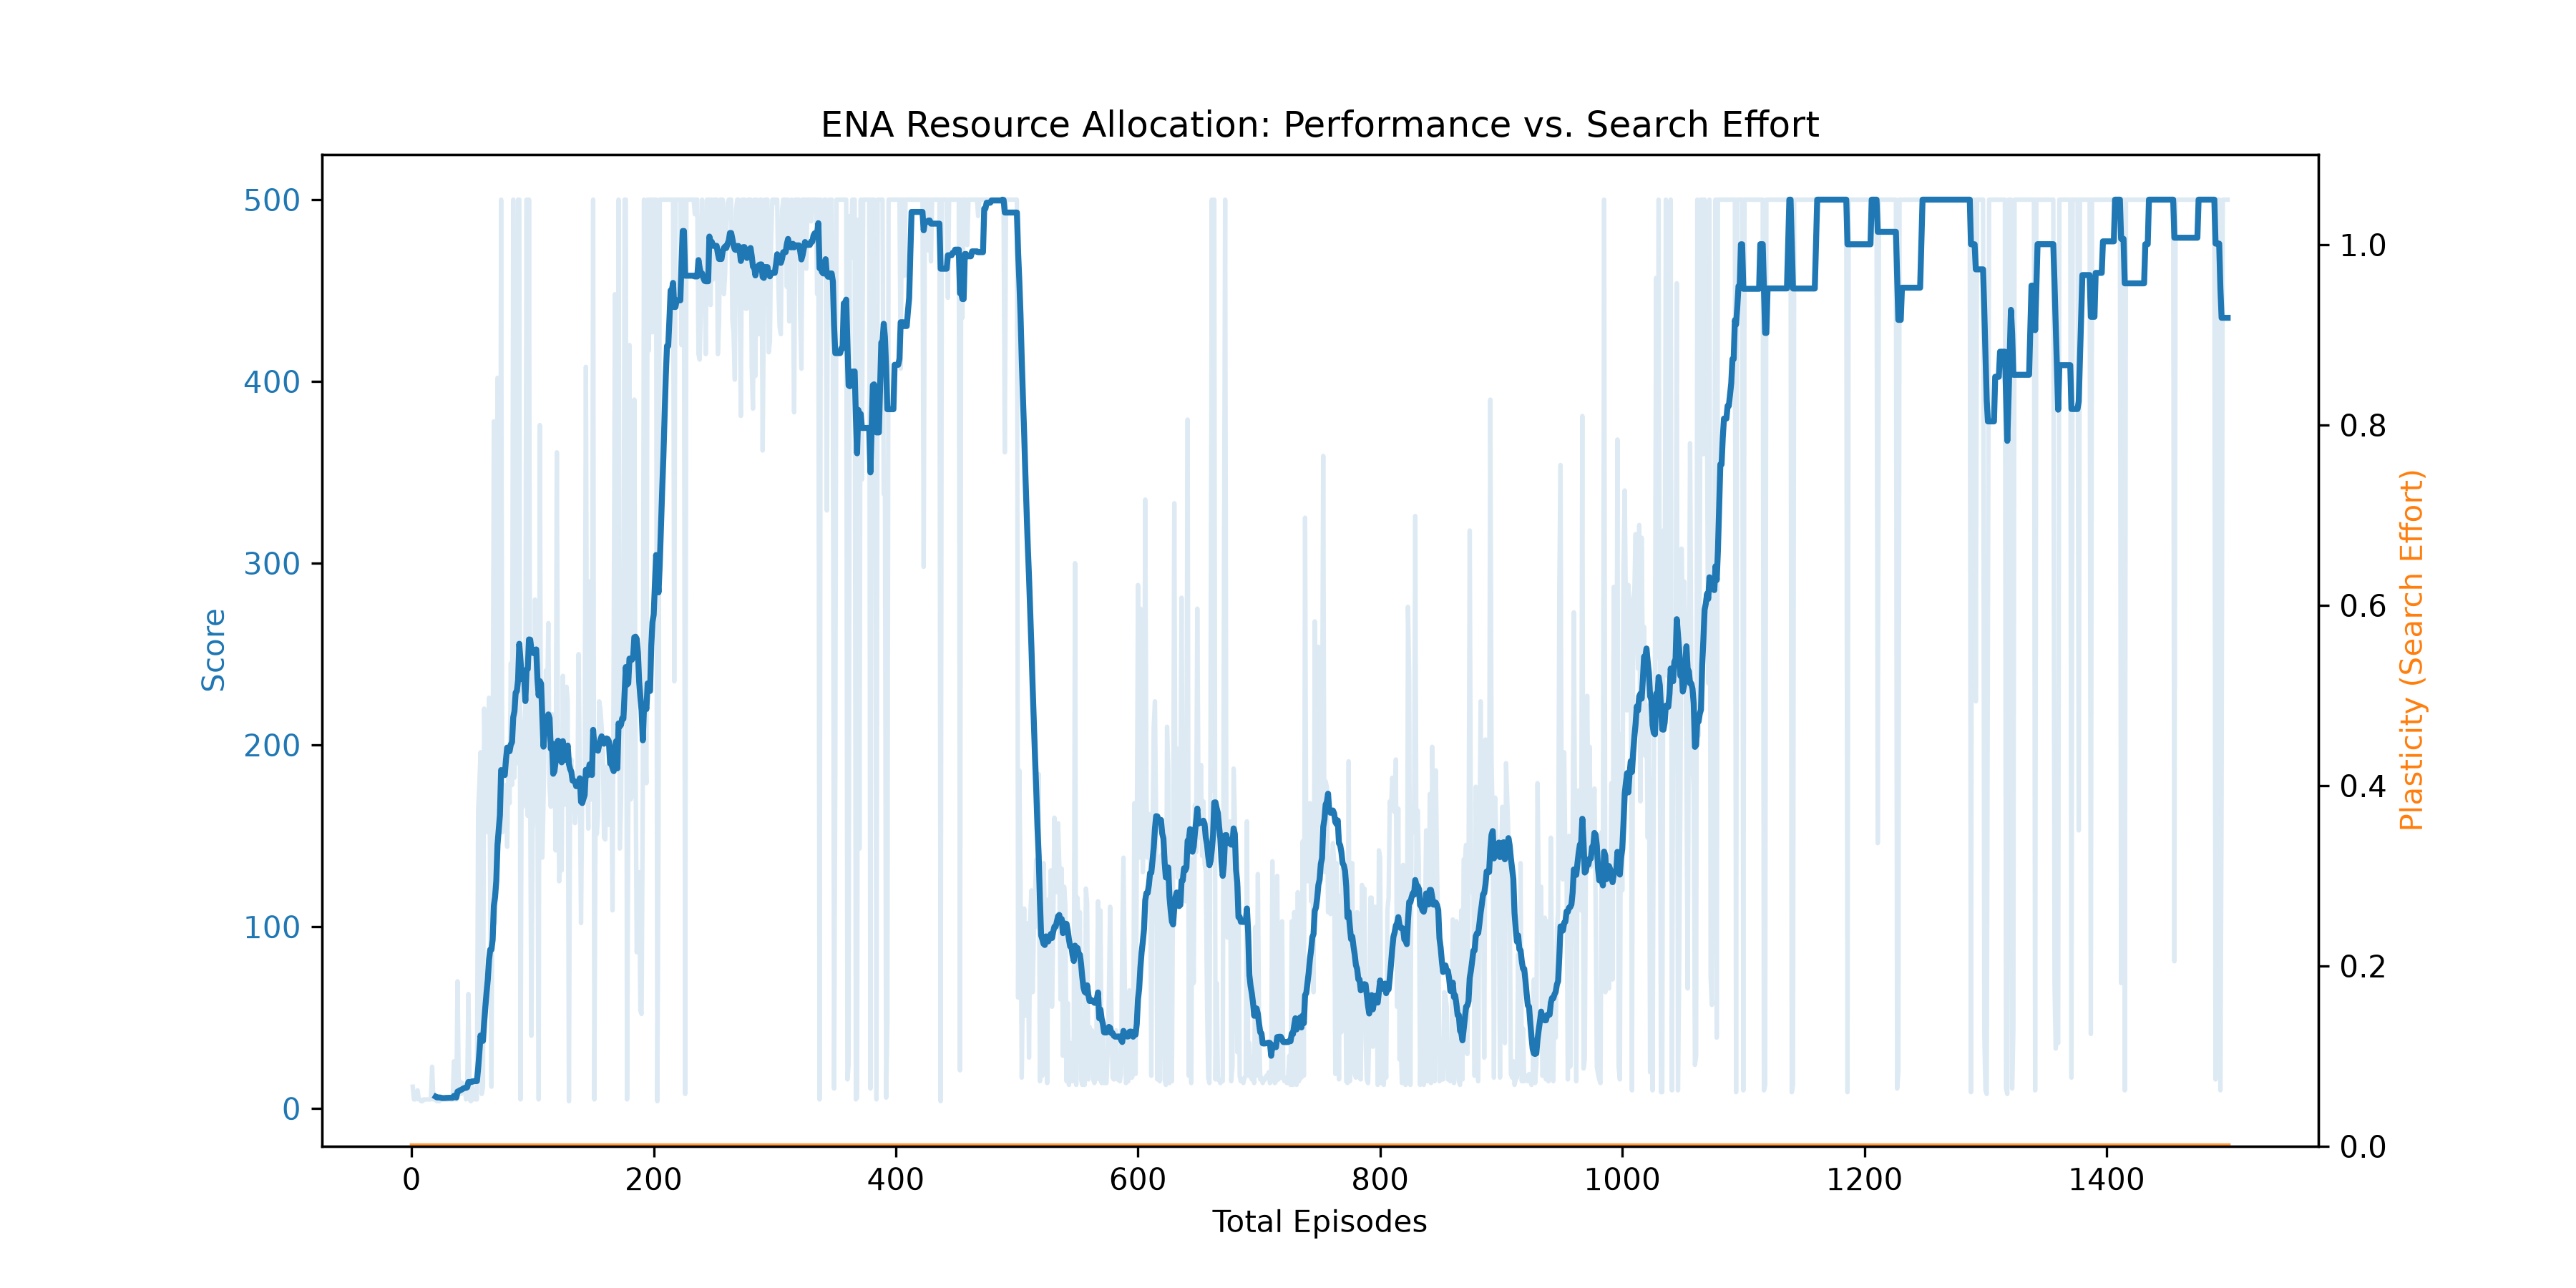 ENA Resource Allocation: Performance vs. Search Effort
500
400
300
200
100
0
Score
1.0
0.8
0.6
0.4
0.2
0.0
Plasticity (Search Effort)
0 200 400 600 800 1000 1200 1400
Total Episodes